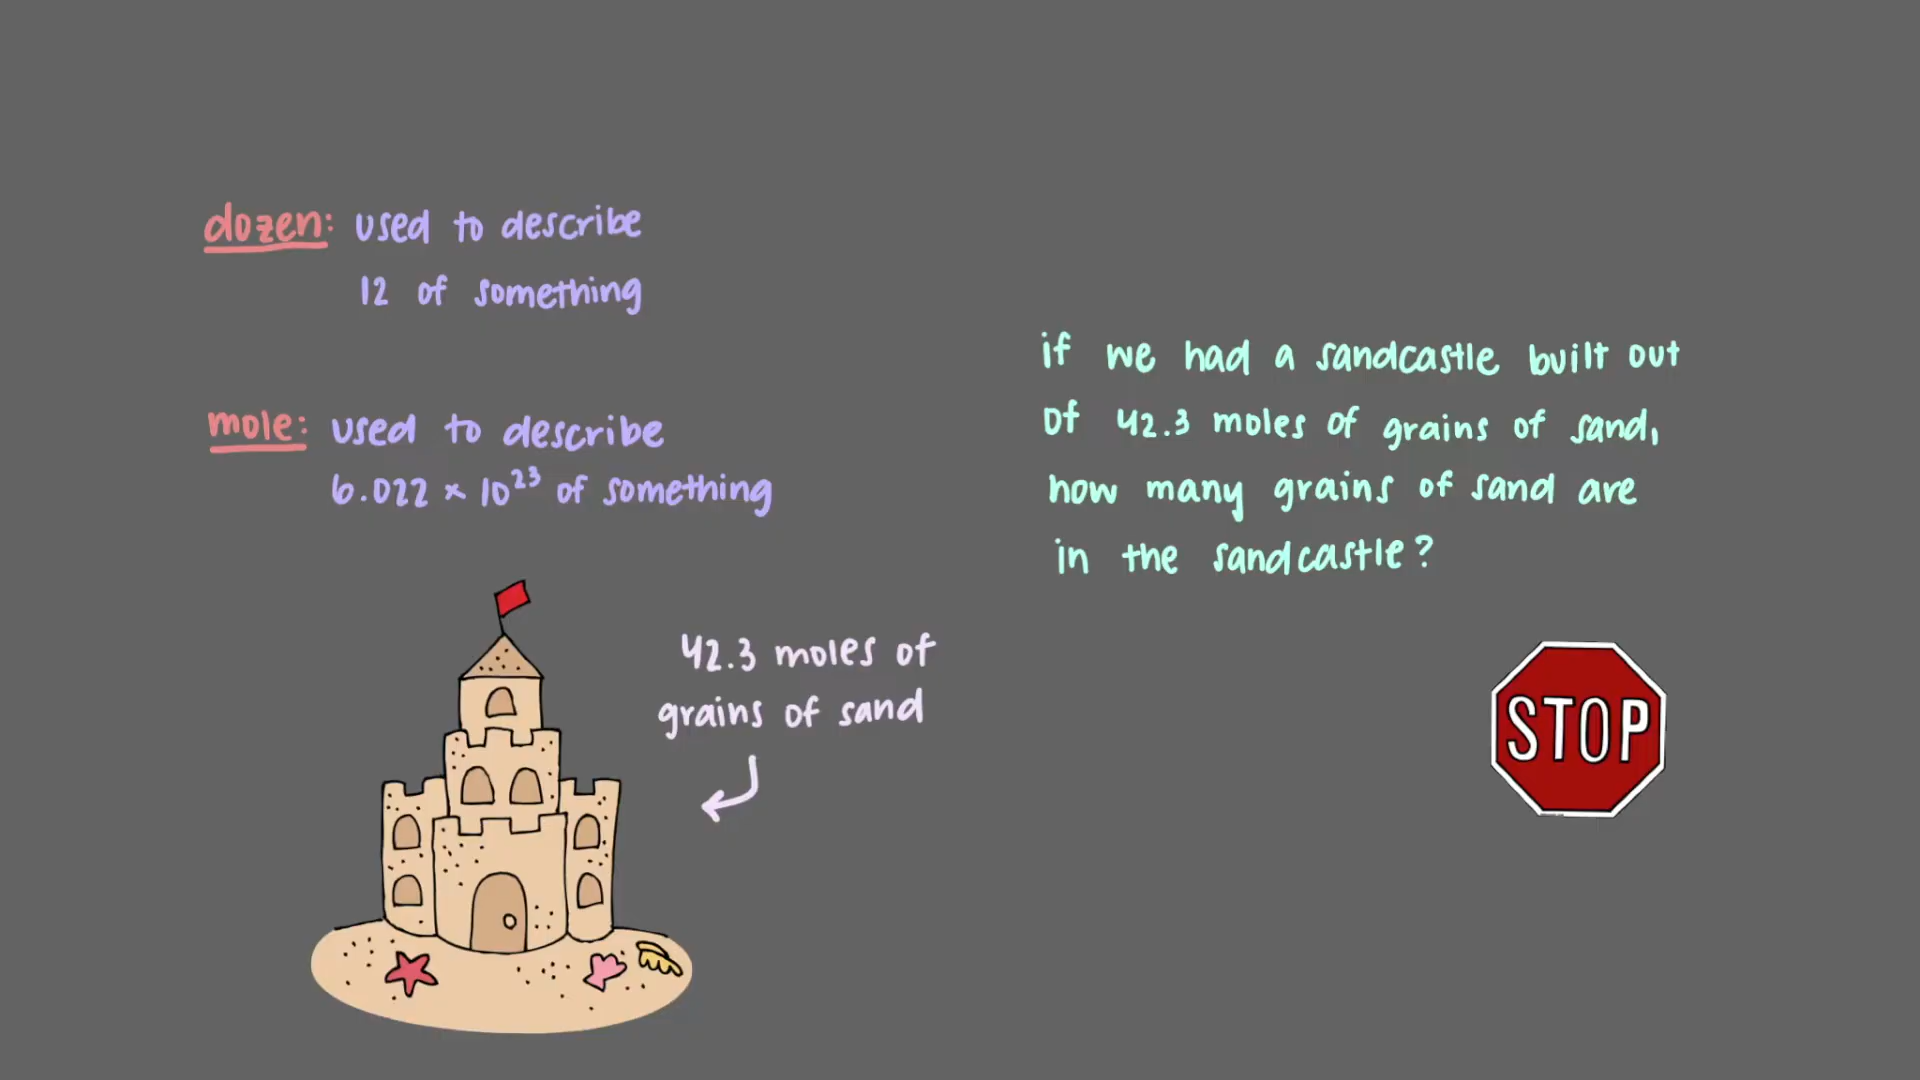 dozen: used to describe
12 of something
mole: used to describe
6.022 × 10²³ of something
42.3 moles of
grains of sand
if we had a sandcastle built out
of 42.3 moles of grains of sand,
how many grains of sand are
in the sandcastle?
STOP